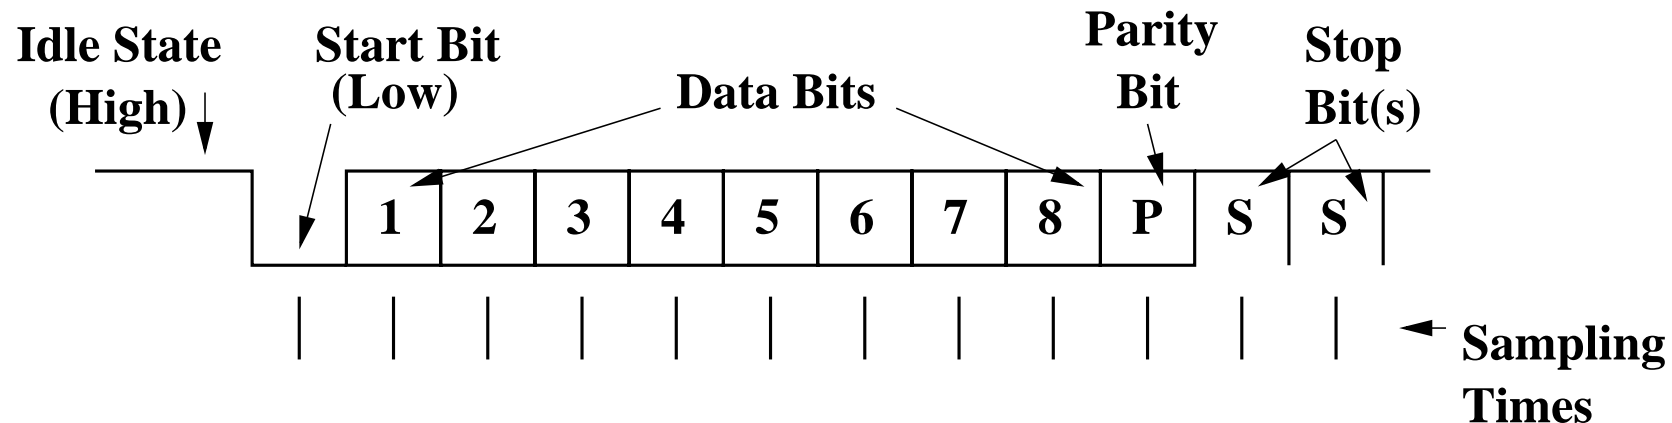 Idle State
(High)
Start Bit
(Low)
Data Bits
Parity
Bit
Stop
Bit(s)
1 2 3 4 5 6 7 8 P S S
Sampling
Times